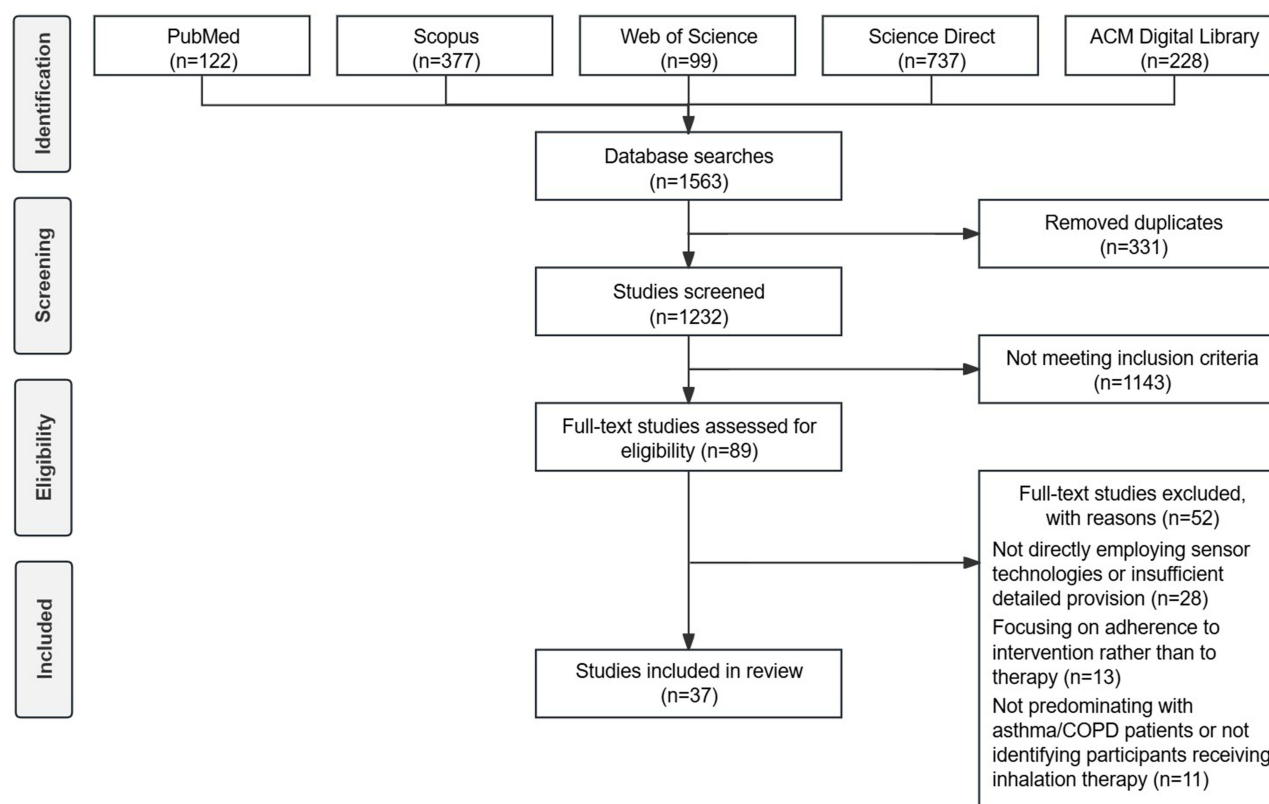 Identification
PubMed
(n=122)
Scopus
(n=377)
Web of Science
(n=99)
Science Direct
(n=737)
ACM Digital Library
(n=228)
Database searches
(n=1563)
Screening
Removed duplicates
(n=331)
Studies screened
(n=1232)
Not meeting inclusion criteria
(n=1143)
Eligibility
Full-text studies assessed for
eligibility (n=89)
Full-text studies excluded,
with reasons (n=52)
Not directly employing sensor
technologies or insufficient
detailed provision (n=28)
Focusing on adherence to
intervention rather than to
therapy (n=13)
Not predominating with
asthma/COPD patients or not
identifying participants receiving
inhalation therapy (n=11)
Included
Studies included in review
(n=37)